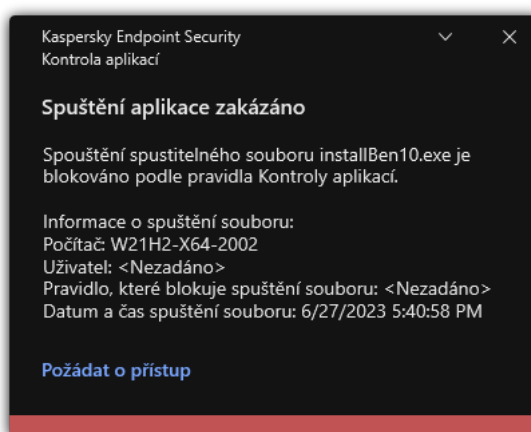 Kaspersky Endpoint Security
Kontrola aplikací
Spuštění aplikace zakázáno
Spouštění spustitelného souboru installBen10.exe je
blokováno podle pravidla Kontroly aplikací.
Informace o spuštění souboru:
Počítač: W21H2-X64-2002
Uživatel: <Nezadáno>
Pravidlo, které blokuje spuštění souboru: <Nezadáno>
Datum a čas spuštění souboru: 6/27/2023 5:40:58 PM
Požádat o přístup